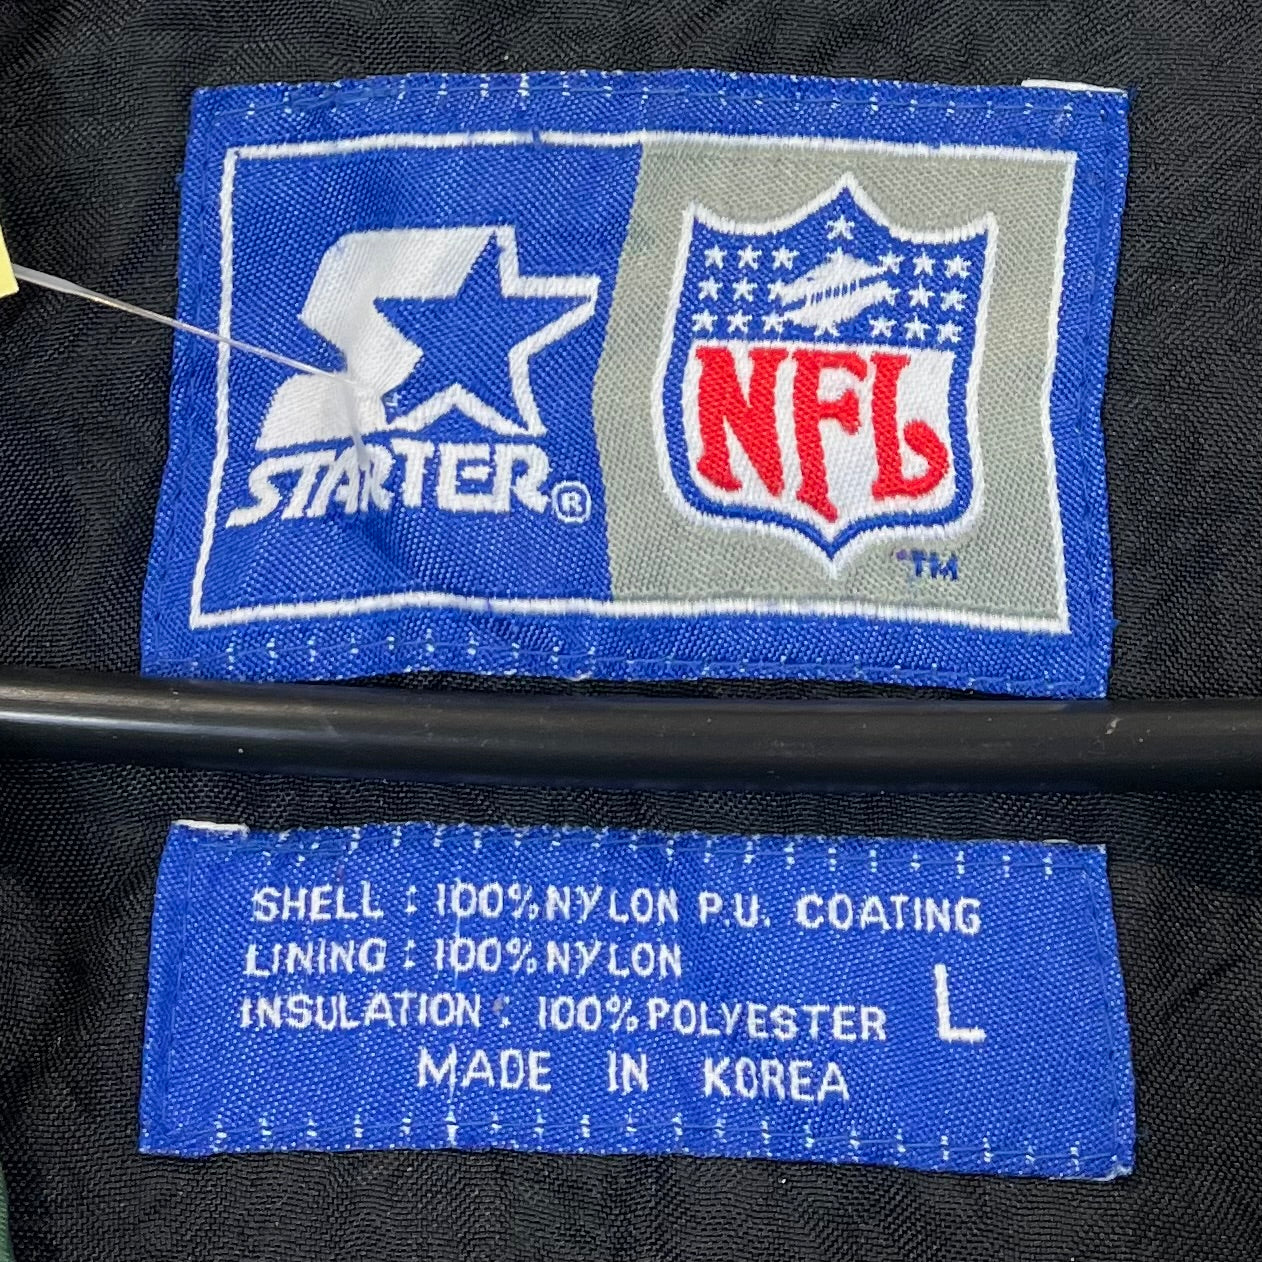 STARTER®
NFL
TM
SHELL : 100% NYLON P.U. COATING
LINING : 100% NYLON
INSULATION : 100% POLYESTER L
MADE IN KOREA